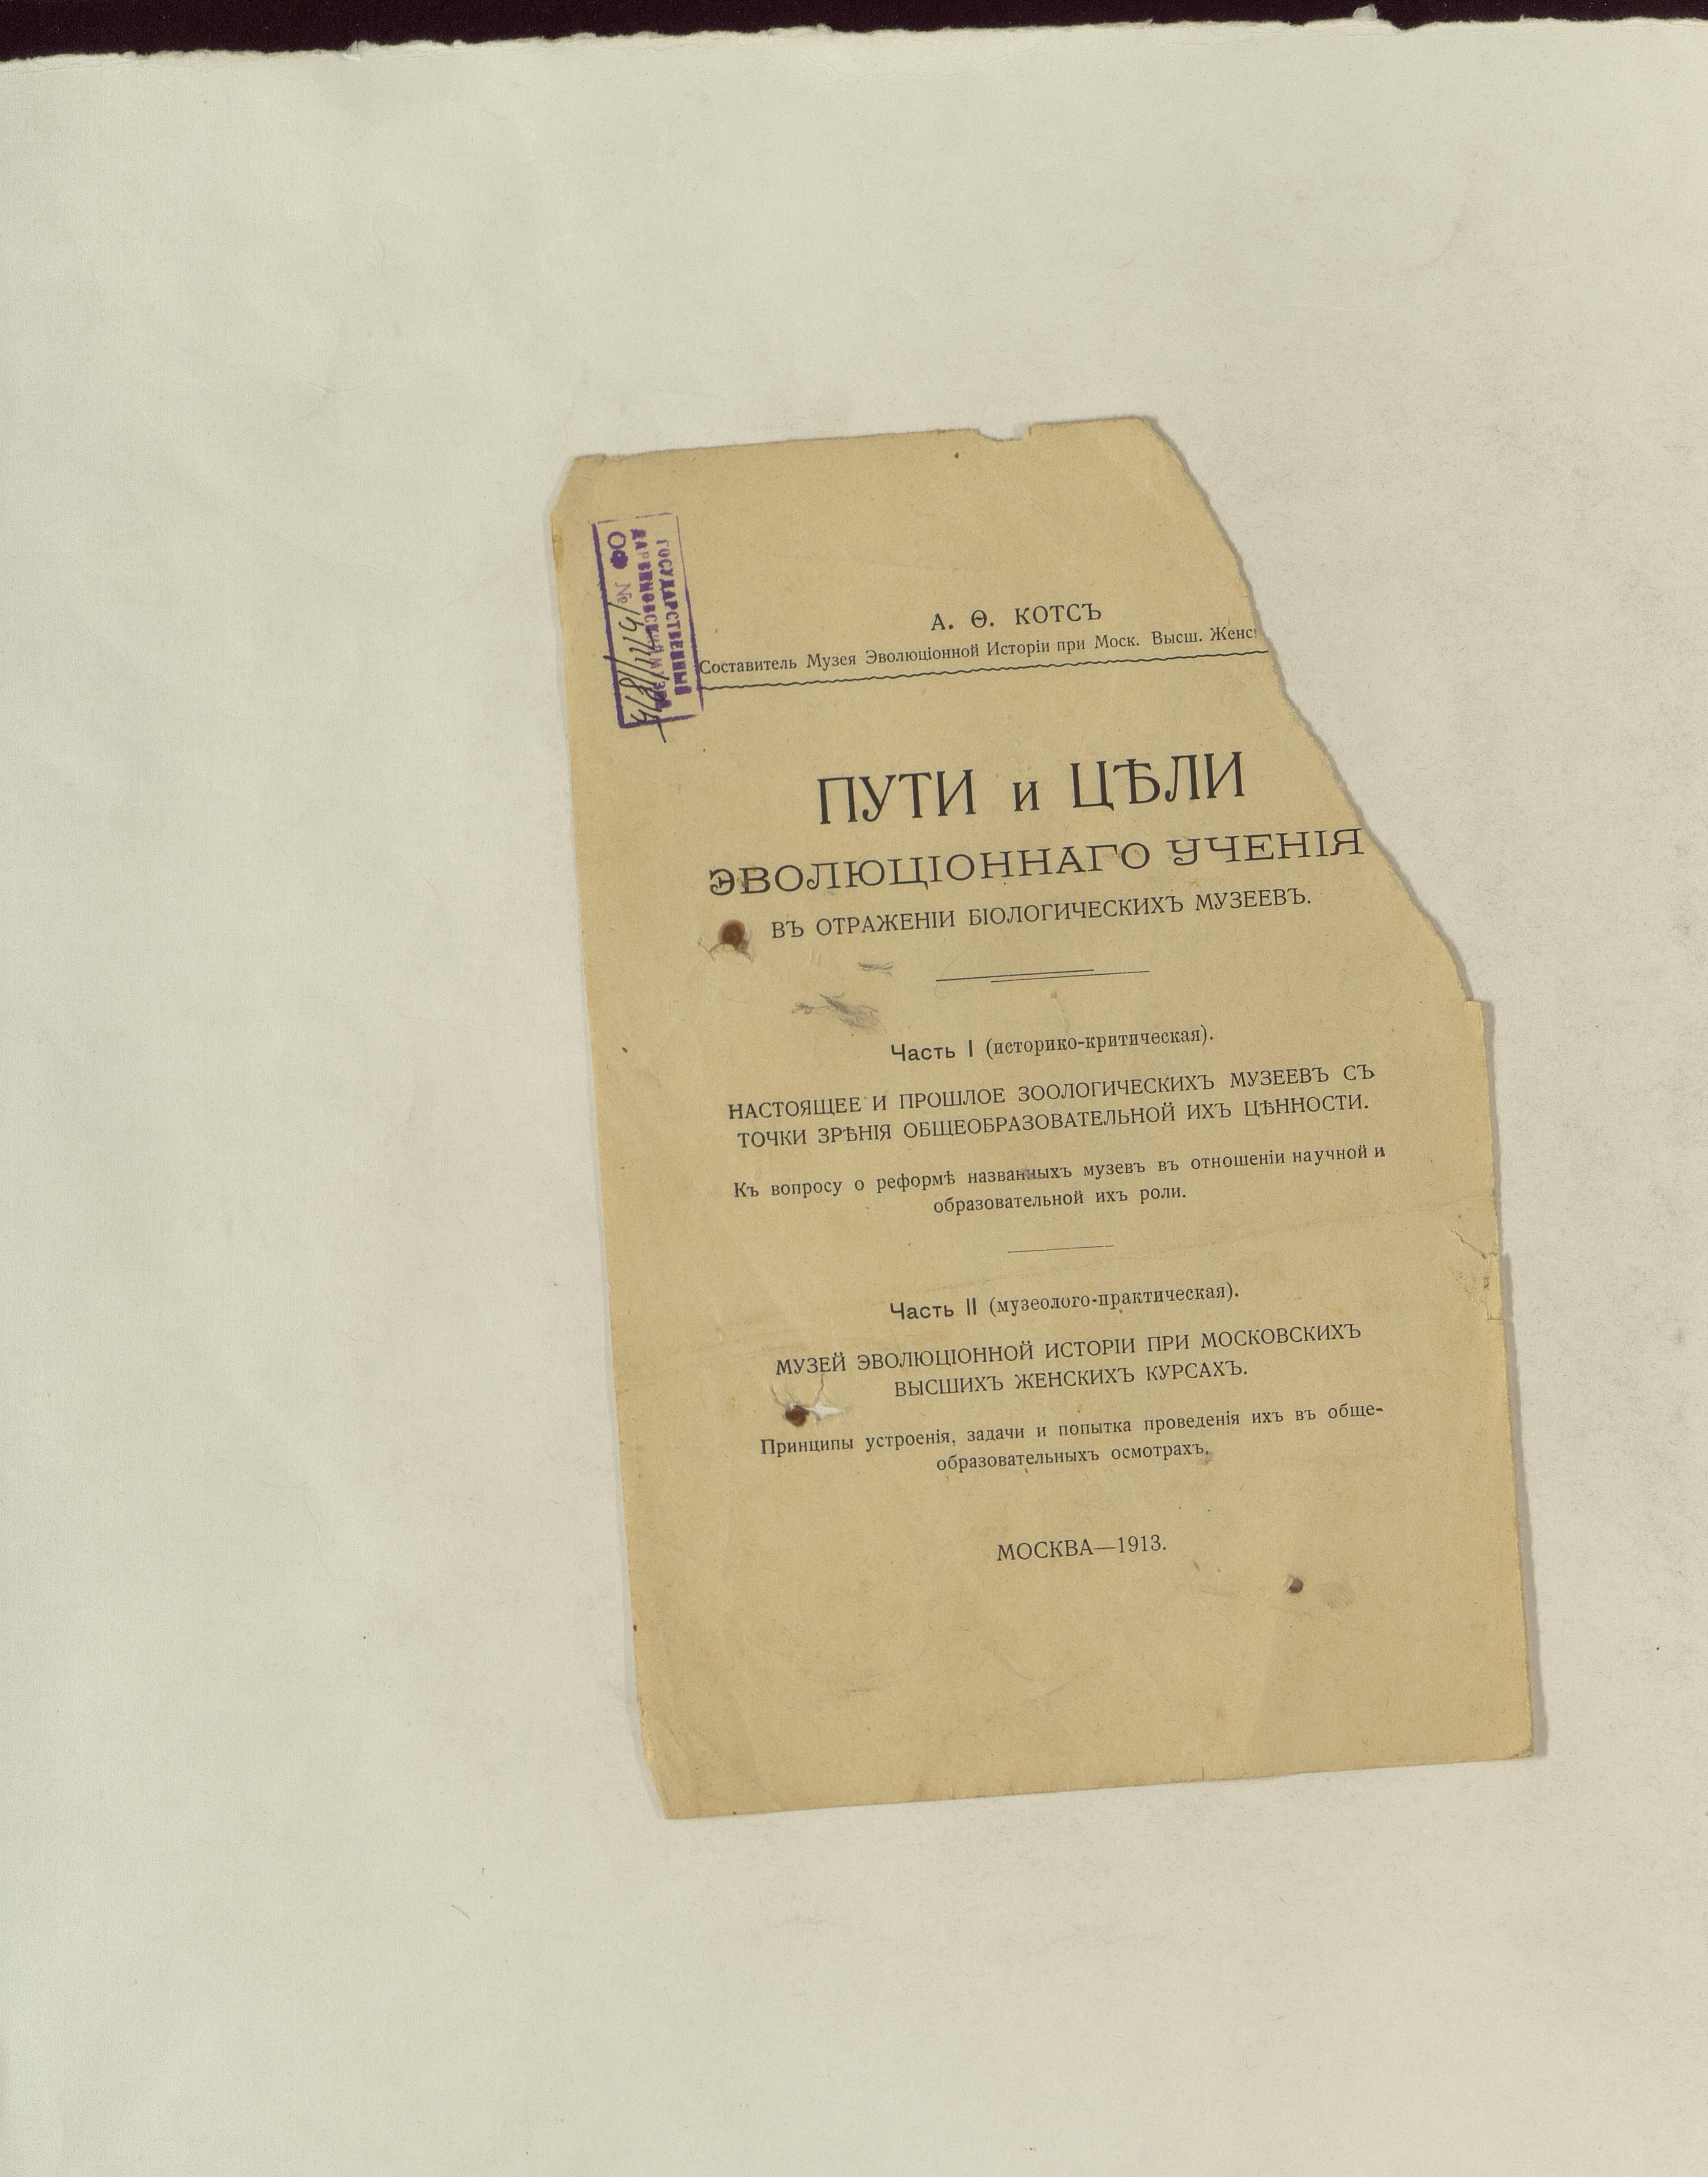 ГОСУДАРСТВЕННЫЙ
ДАРВИНОВСКИЙ МУЗЕЙ
ОФ №
А. Ѳ. КОТСЪ
Составитель Музея Эволюціонной Исторіи при Моск. Высш. Женс
ПУТИ и ЦѢЛИ
ЭВОЛЮЦІОННАГО УЧЕНІЯ
ВЪ ОТРАЖЕНІИ БІОЛОГИЧЕСКИХЪ МУЗЕЕВЪ.
Часть I (историко-критическая).
НАСТОЯЩЕЕ И ПРОШЛОЕ ЗООЛОГИЧЕСКИХЪ МУЗЕЕВЪ СЪ
ТОЧКИ ЗРѢНІЯ ОБЩЕОБРАЗОВАТЕЛЬНОЙ ИХЪ ЦѢННОСТИ.
Къ вопросу о реформѣ названныхъ музевъ въ отношеніи научной и
образовательной ихъ роли.
Часть II (музеолого-практическая).
МУЗЕЙ ЭВОЛЮЦІОННОЙ ИСТОРІИ ПРИ МОСКОВСКИХЪ
ВЫСШИХЪ ЖЕНСКИХЪ КУРСАХЪ.
Принципы устроенія, задачи и попытка проведенія ихъ въ обще-
образовательныхъ осмотрахъ.
МОСКВА—1913.